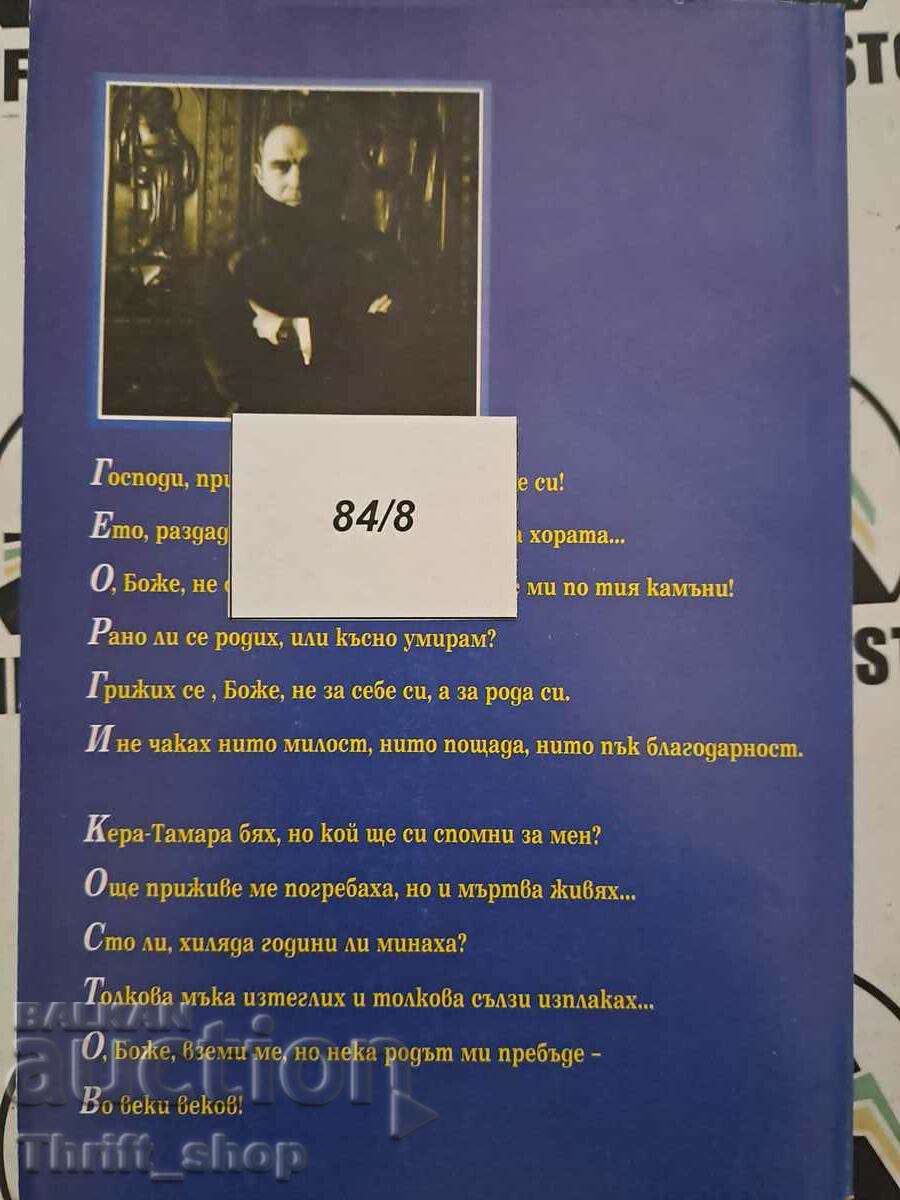 84/8
Господи, си!
Ето, хората...
О, Боже, не ми по тия камъни!
Рано ли се родих, или късно умирам?
Грижих се , Боже, не за себе си, а за рода си.
И не чаках нито милост, нито пощада, нито пък благодарност.
Кера-Тамара бях, но кой ще си спомни за мен?
Още приживе ме погребаха, но и мъртва живях...
Сто ли, хиляда години ли минаха?
Толкова мъка изтеглих и толкова сълзи изплаках...
О, Боже, вземи ме, но нека родът ми пребъде –
Во веки веков!
BALKAN
auction
Thrift_shop